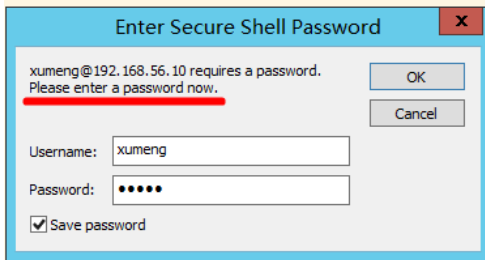 Enter Secure Shell Password
x
xumeng@192.168.56.10 requires a password.
Please enter a password now.
OK
Cancel
Username: xumeng
Password: •••••
Save password